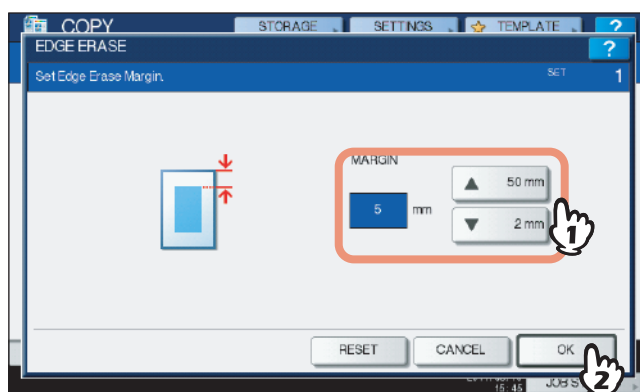 COPY STORAGE SETTINGS TEMPLATE ?
EDGE ERASE ?
Set Edge Erase Margin. SET 1
MARGIN
▲ 50 mm
5 mm
▼ 2 mm
1
RESET CANCEL OK
2
15:45 JOB S